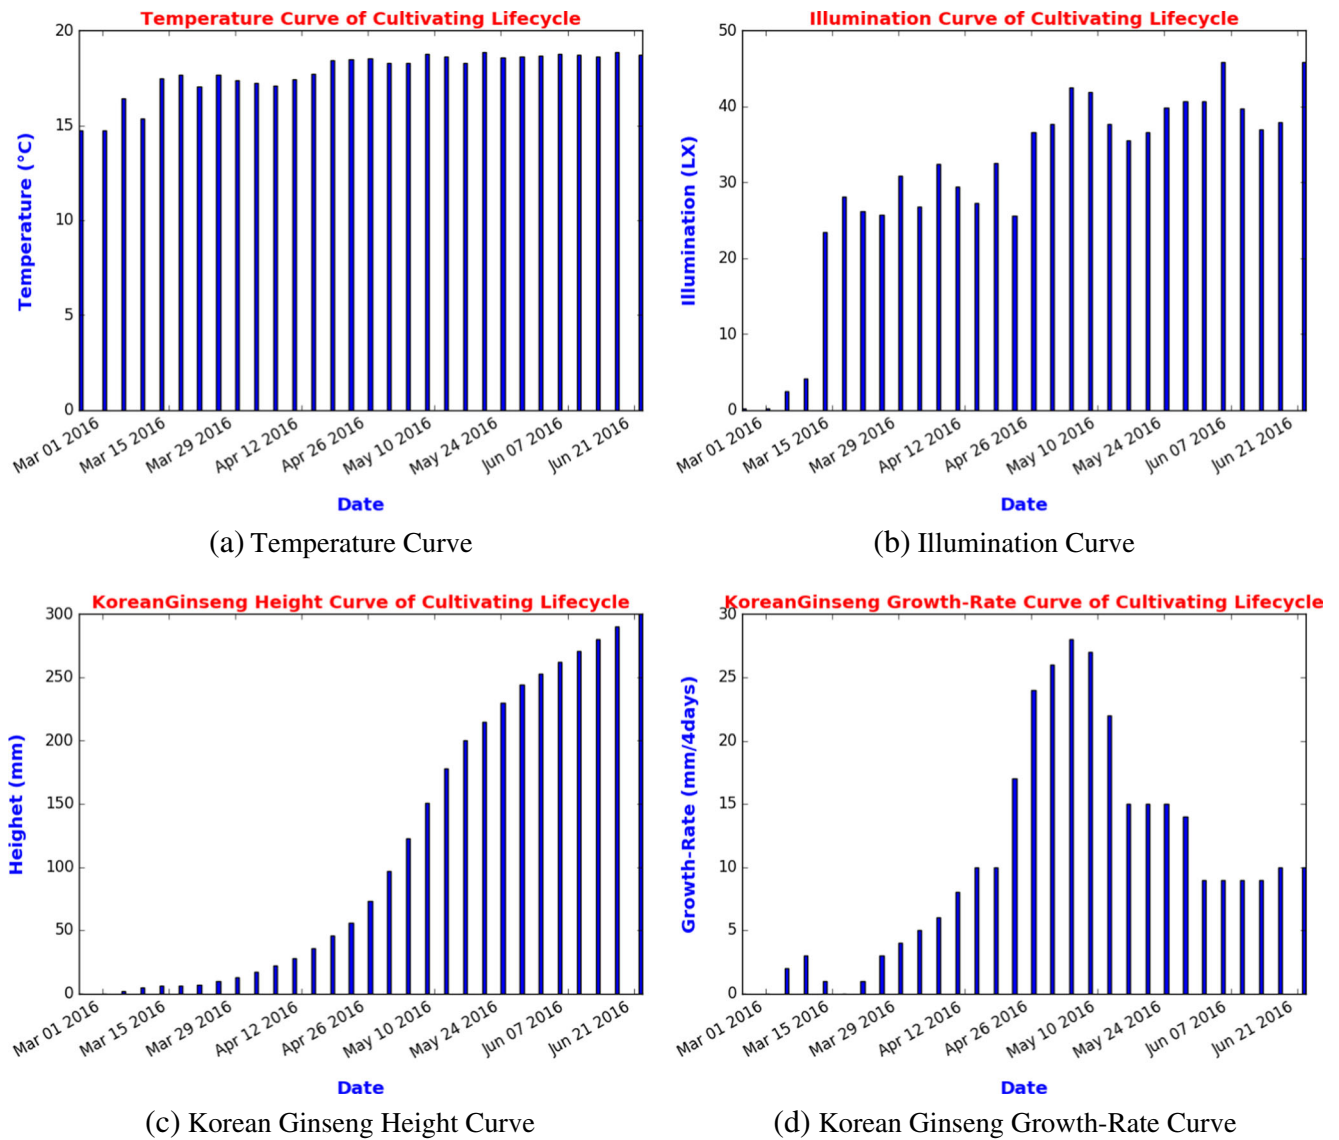 Temperature Curve of Cultivating Lifecycle
20
15
10
5
0
Temperature (°C)
Mar 01 2016
Mar 15 2016
Mar 29 2016
Apr 12 2016
Apr 26 2016
May 10 2016
May 24 2016
Jun 07 2016
Jun 21 2016
Date
(a) Temperature Curve
Illumination Curve of Cultivating Lifecycle
50
40
30
20
10
0
Illumination (LX)
Mar 01 2016
Mar 15 2016
Mar 29 2016
Apr 12 2016
Apr 26 2016
May 10 2016
May 24 2016
Jun 07 2016
Jun 21 2016
Date
(b) Illumination Curve
KoreanGinseng Height Curve of Cultivating Lifecycle
300
250
200
150
100
50
0
Heighet (mm)
Mar 01 2016
Mar 15 2016
Mar 29 2016
Apr 12 2016
Apr 26 2016
May 10 2016
May 24 2016
Jun 07 2016
Jun 21 2016
Date
(c) Korean Ginseng Height Curve
KoreanGinseng Growth-Rate Curve of Cultivating Lifecycle
30
25
20
15
10
5
0
Growth-Rate (mm/4days)
Mar 01 2016
Mar 15 2016
Mar 29 2016
Apr 12 2016
Apr 26 2016
May 10 2016
May 24 2016
Jun 07 2016
Jun 21 2016
Date
(d) Korean Ginseng Growth-Rate Curve